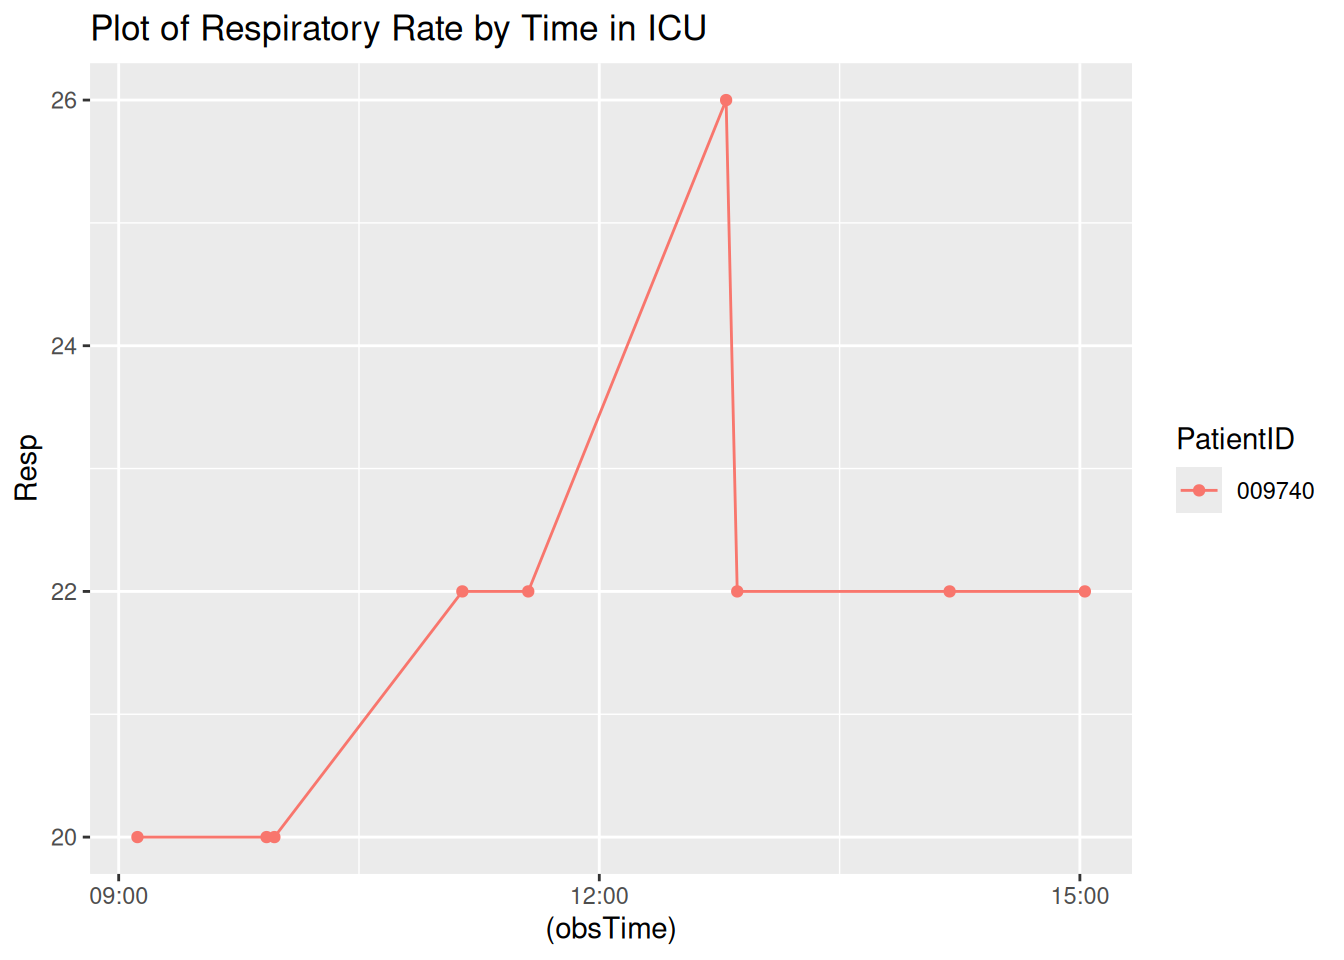 Plot of Respiratory Rate by Time in ICU
26
24
22
20
Resp
09:00 12:00 15:00
(obsTime)
PatientID
009740